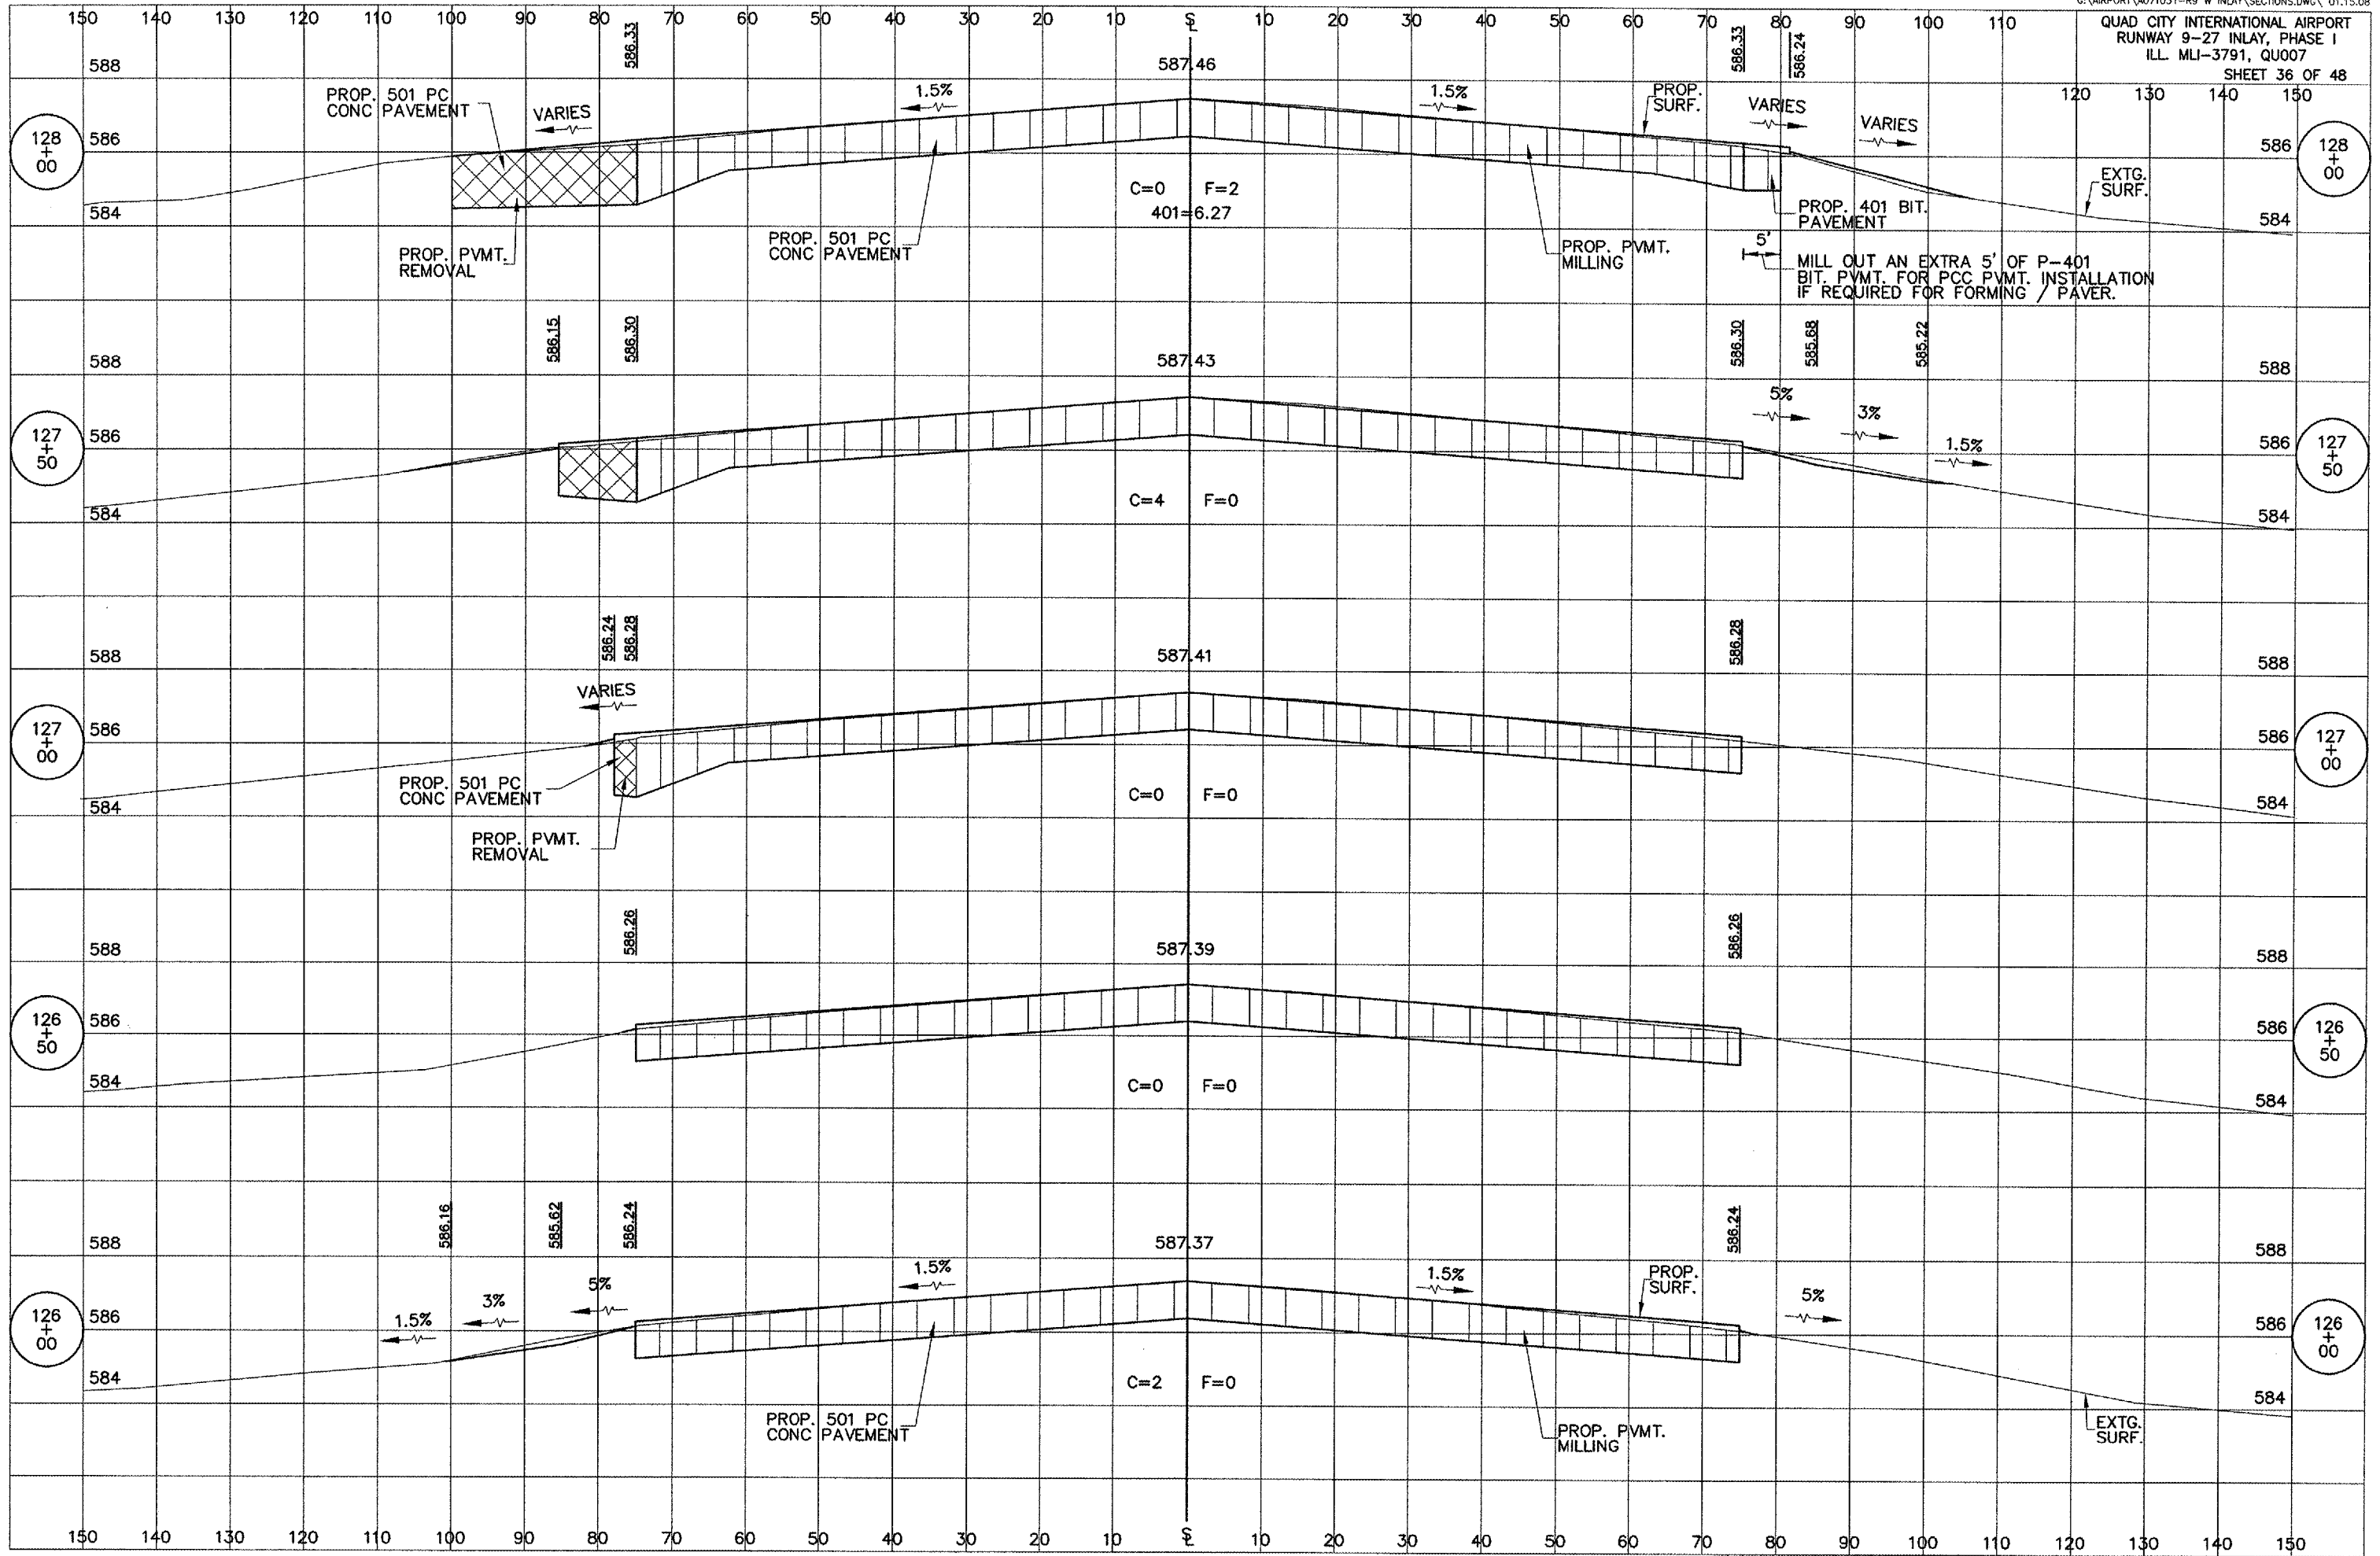 G:\AIRPORT\A071031-R9 W INLAY\SECTIONS.DWG\ 01.15.08
QUAD CITY INTERNATIONAL AIRPORT
RUNWAY 9-27 INLAY, PHASE I
ILL. MLI-3791, QU007
SHEET 36 OF 48
150 140 130 120 110 100 90 80 70 60 50 40 30 20 10 ℄ 10 20 30 40 50 60 70 80 90 100 110 120 130 140 150
586.33
587.46
586.33
586.24
588
PROP. 501 PC
CONC PAVEMENT
VARIES
1.5%
1.5%
PROP.
SURF.
VARIES
VARIES
128
+
00
586
586
128
+
00
C=0 F=2
401=6.27
EXTG.
SURF.
584
584
PROP. 401 BIT.
PAVEMENT
PROP. PVMT.
REMOVAL
PROP. 501 PC
CONC PAVEMENT
PROP. PVMT.
MILLING
5'
MILL OUT AN EXTRA 5' OF P-401
BIT. PVMT. FOR PCC PVMT. INSTALLATION
IF REQUIRED FOR FORMING / PAVER.
586.15
586.30
587.43
586.30
585.68
585.22
588
588
5%
3%
1.5%
127
+
50
586
586
127
+
50
C=4 F=0
584
584
586.24
586.28
587.41
586.28
588
588
VARIES
127
+
00
586
586
127
+
00
PROP. 501 PC
CONC PAVEMENT
C=0 F=0
584
584
PROP. PVMT.
REMOVAL
586.26
587.39
586.26
588
588
126
+
50
586
586
126
+
50
C=0 F=0
584
584
586.16
585.62
586.24
587.37
586.24
588
588
1.5%
3%
5%
1.5%
1.5%
PROP.
SURF.
5%
126
+
00
586
586
126
+
00
C=2 F=0
584
584
PROP. 501 PC
CONC PAVEMENT
PROP. PVMT.
MILLING
EXTG.
SURF.
150 140 130 120 110 100 90 80 70 60 50 40 30 20 10 ℄ 10 20 30 40 50 60 70 80 90 100 110 120 130 140 150